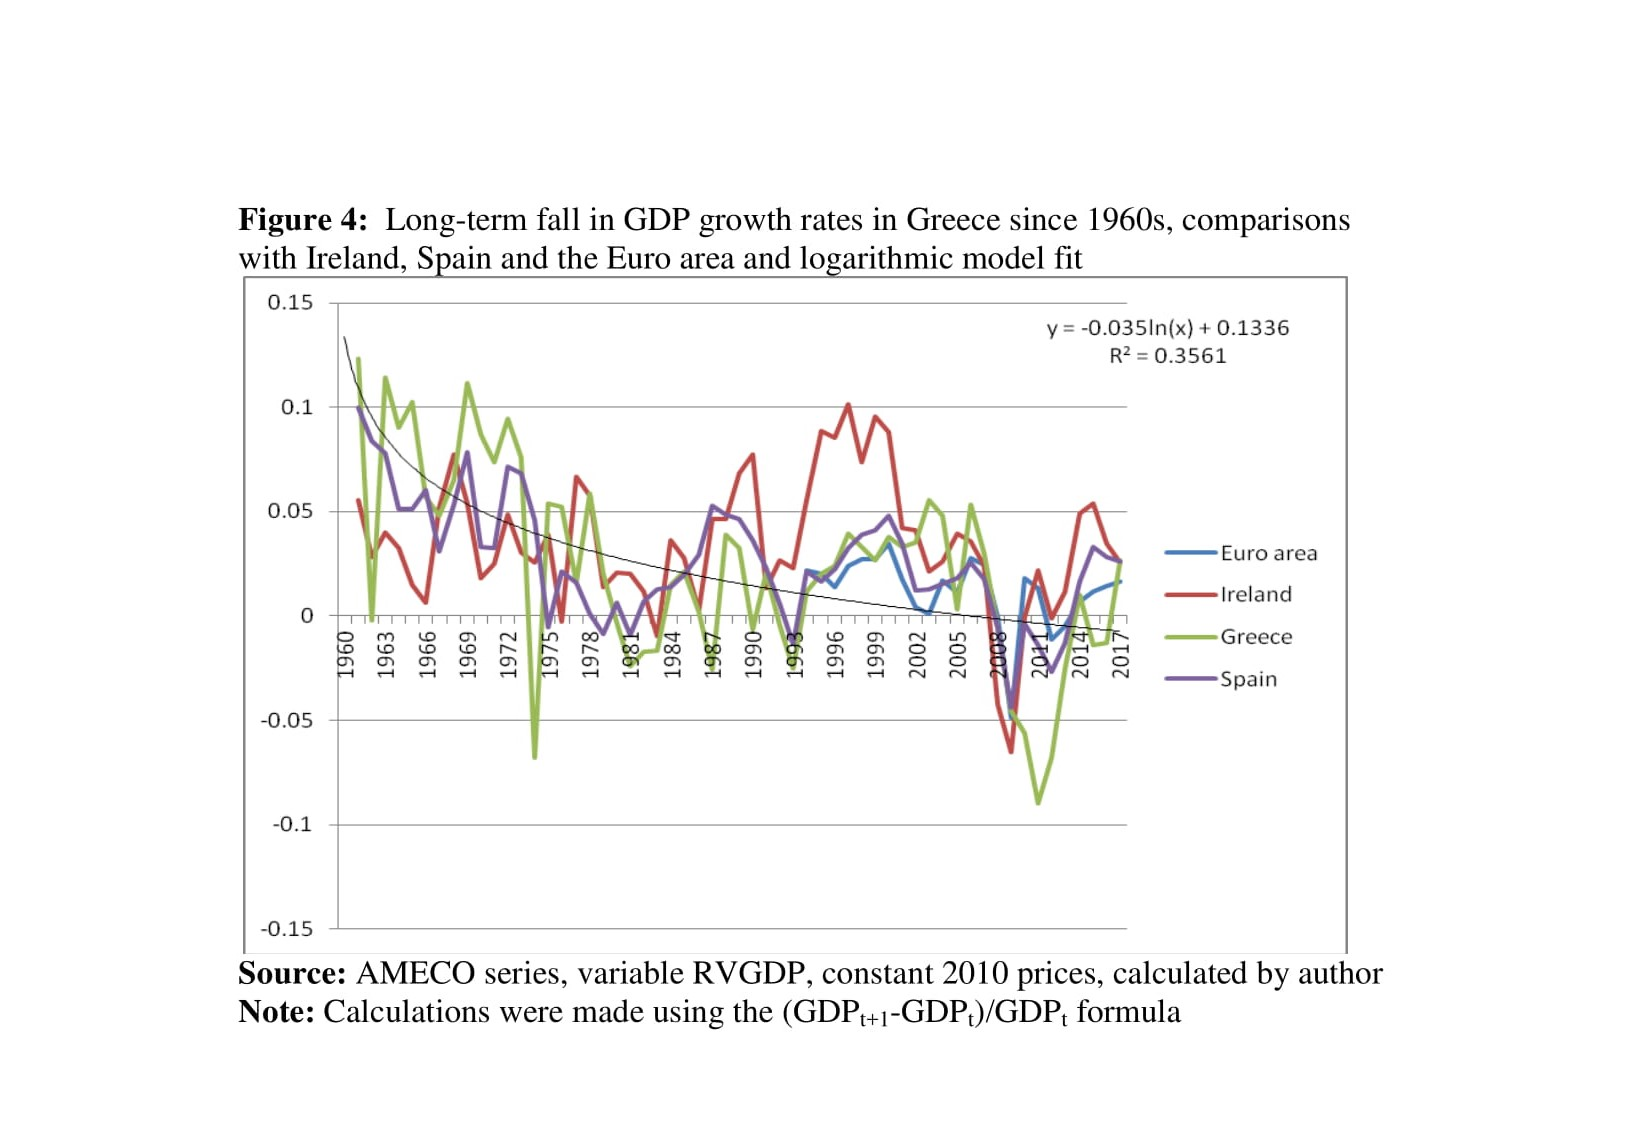 Figure 4: Long-term fall in GDP growth rates in Greece since 1960s, comparisons
with Ireland, Spain and the Euro area and logarithmic model fit
0.15
y = -0.035ln(x) + 0.1336
R² = 0.3561
0.1
0.05
0
-0.05
-0.1
-0.15
1960 1963 1966 1969 1972 1975 1978 1981 1984 1987 1990 1993 1996 1999 2002 2005 2008 2011 2014 2017
Euro area
Ireland
Greece
Spain
Source: AMECO series, variable RVGDP, constant 2010 prices, calculated by author
Note: Calculations were made using the (GDPt+1-GDPt)/GDPt formula